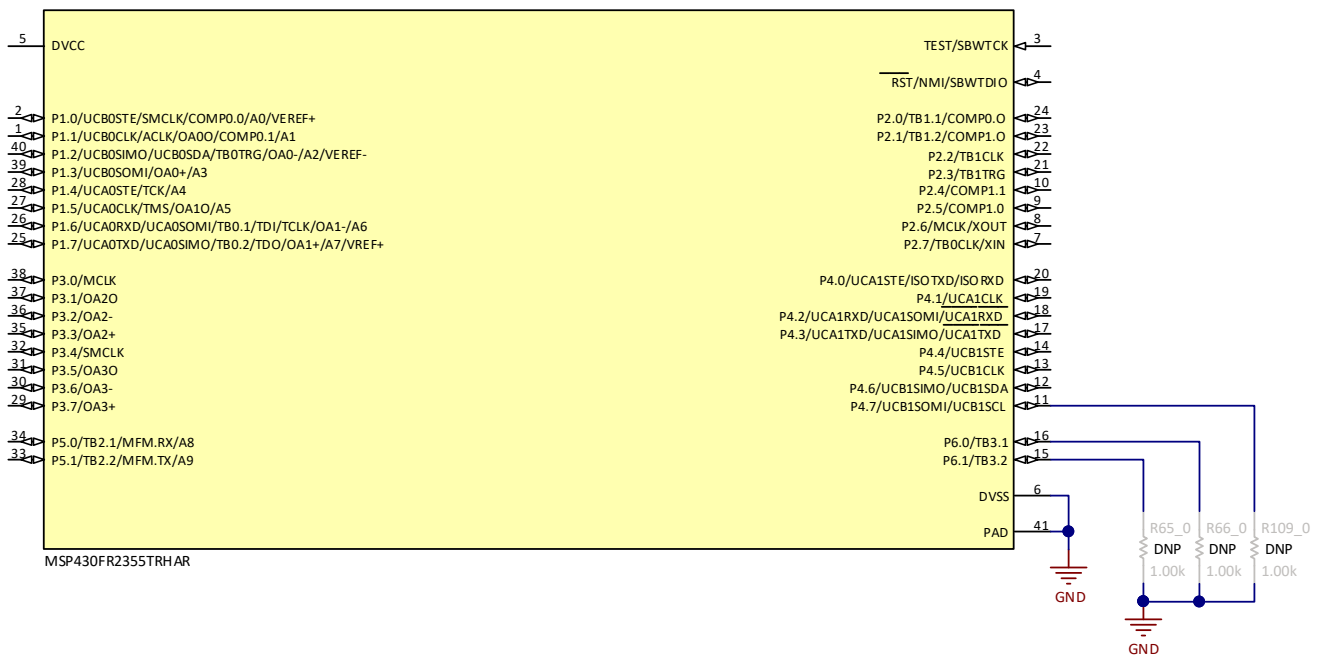 5 DVCC TEST/SBWTCK 3
RST/NMI/SBWTDIO 4
2 P1.0/UCB0STE/SMCLK/COMP0.0/A0/VEREF+ P2.0/TB1.1/COMP0.O 24
1 P1.1/UCB0CLK/ACLK/OA0O/COMP0.1/A1 P2.1/TB1.2/COMP1.O 23
40 P1.2/UCB0SIMO/UCB0SDA/TB0TRG/OA0-/A2/VEREF- P2.2/TB1CLK 22
39 P1.3/UCB0SOMI/OA0+/A3 P2.3/TB1TRG 21
28 P1.4/UCA0STE/TCK/A4 P2.4/COMP1.1 10
27 P1.5/UCA0CLK/TMS/OA1O/A5 P2.5/COMP1.0 9
26 P1.6/UCA0RXD/UCA0SOMI/TB0.1/TDI/TCLK/OA1-/A6 P2.6/MCLK/XOUT 8
25 P1.7/UCA0TXD/UCA0SIMO/TB0.2/TDO/OA1+/A7/VREF+ P2.7/TB0CLK/XIN 7
38 P3.0/MCLK P4.0/UCA1STE/ISOTXD/ISORXD 20
37 P3.1/OA2O P4.1/UCA1CLK 19
36 P3.2/OA2- P4.2/UCA1RXD/UCA1SOMI/UCA1RXD 18
35 P3.3/OA2+ P4.3/UCA1TXD/UCA1SIMO/UCA1TXD 17
32 P3.4/SMCLK P4.4/UCB1STE 14
31 P3.5/OA3O P4.5/UCB1CLK 13
30 P3.6/OA3- P4.6/UCB1SIMO/UCB1SDA 12
29 P3.7/OA3+ P4.7/UCB1SOMI/UCB1SCL 11
34 P5.0/TB2.1/MFM.RX/A8 P6.0/TB3.1 16
33 P5.1/TB2.2/MFM.TX/A9 P6.1/TB3.2 15
DVSS 6
PAD 41
MSP430FR2355TRHAR
R65_0 R66_0 R109_0
DNP DNP DNP
1.00k 1.00k 1.00k
GND
GND